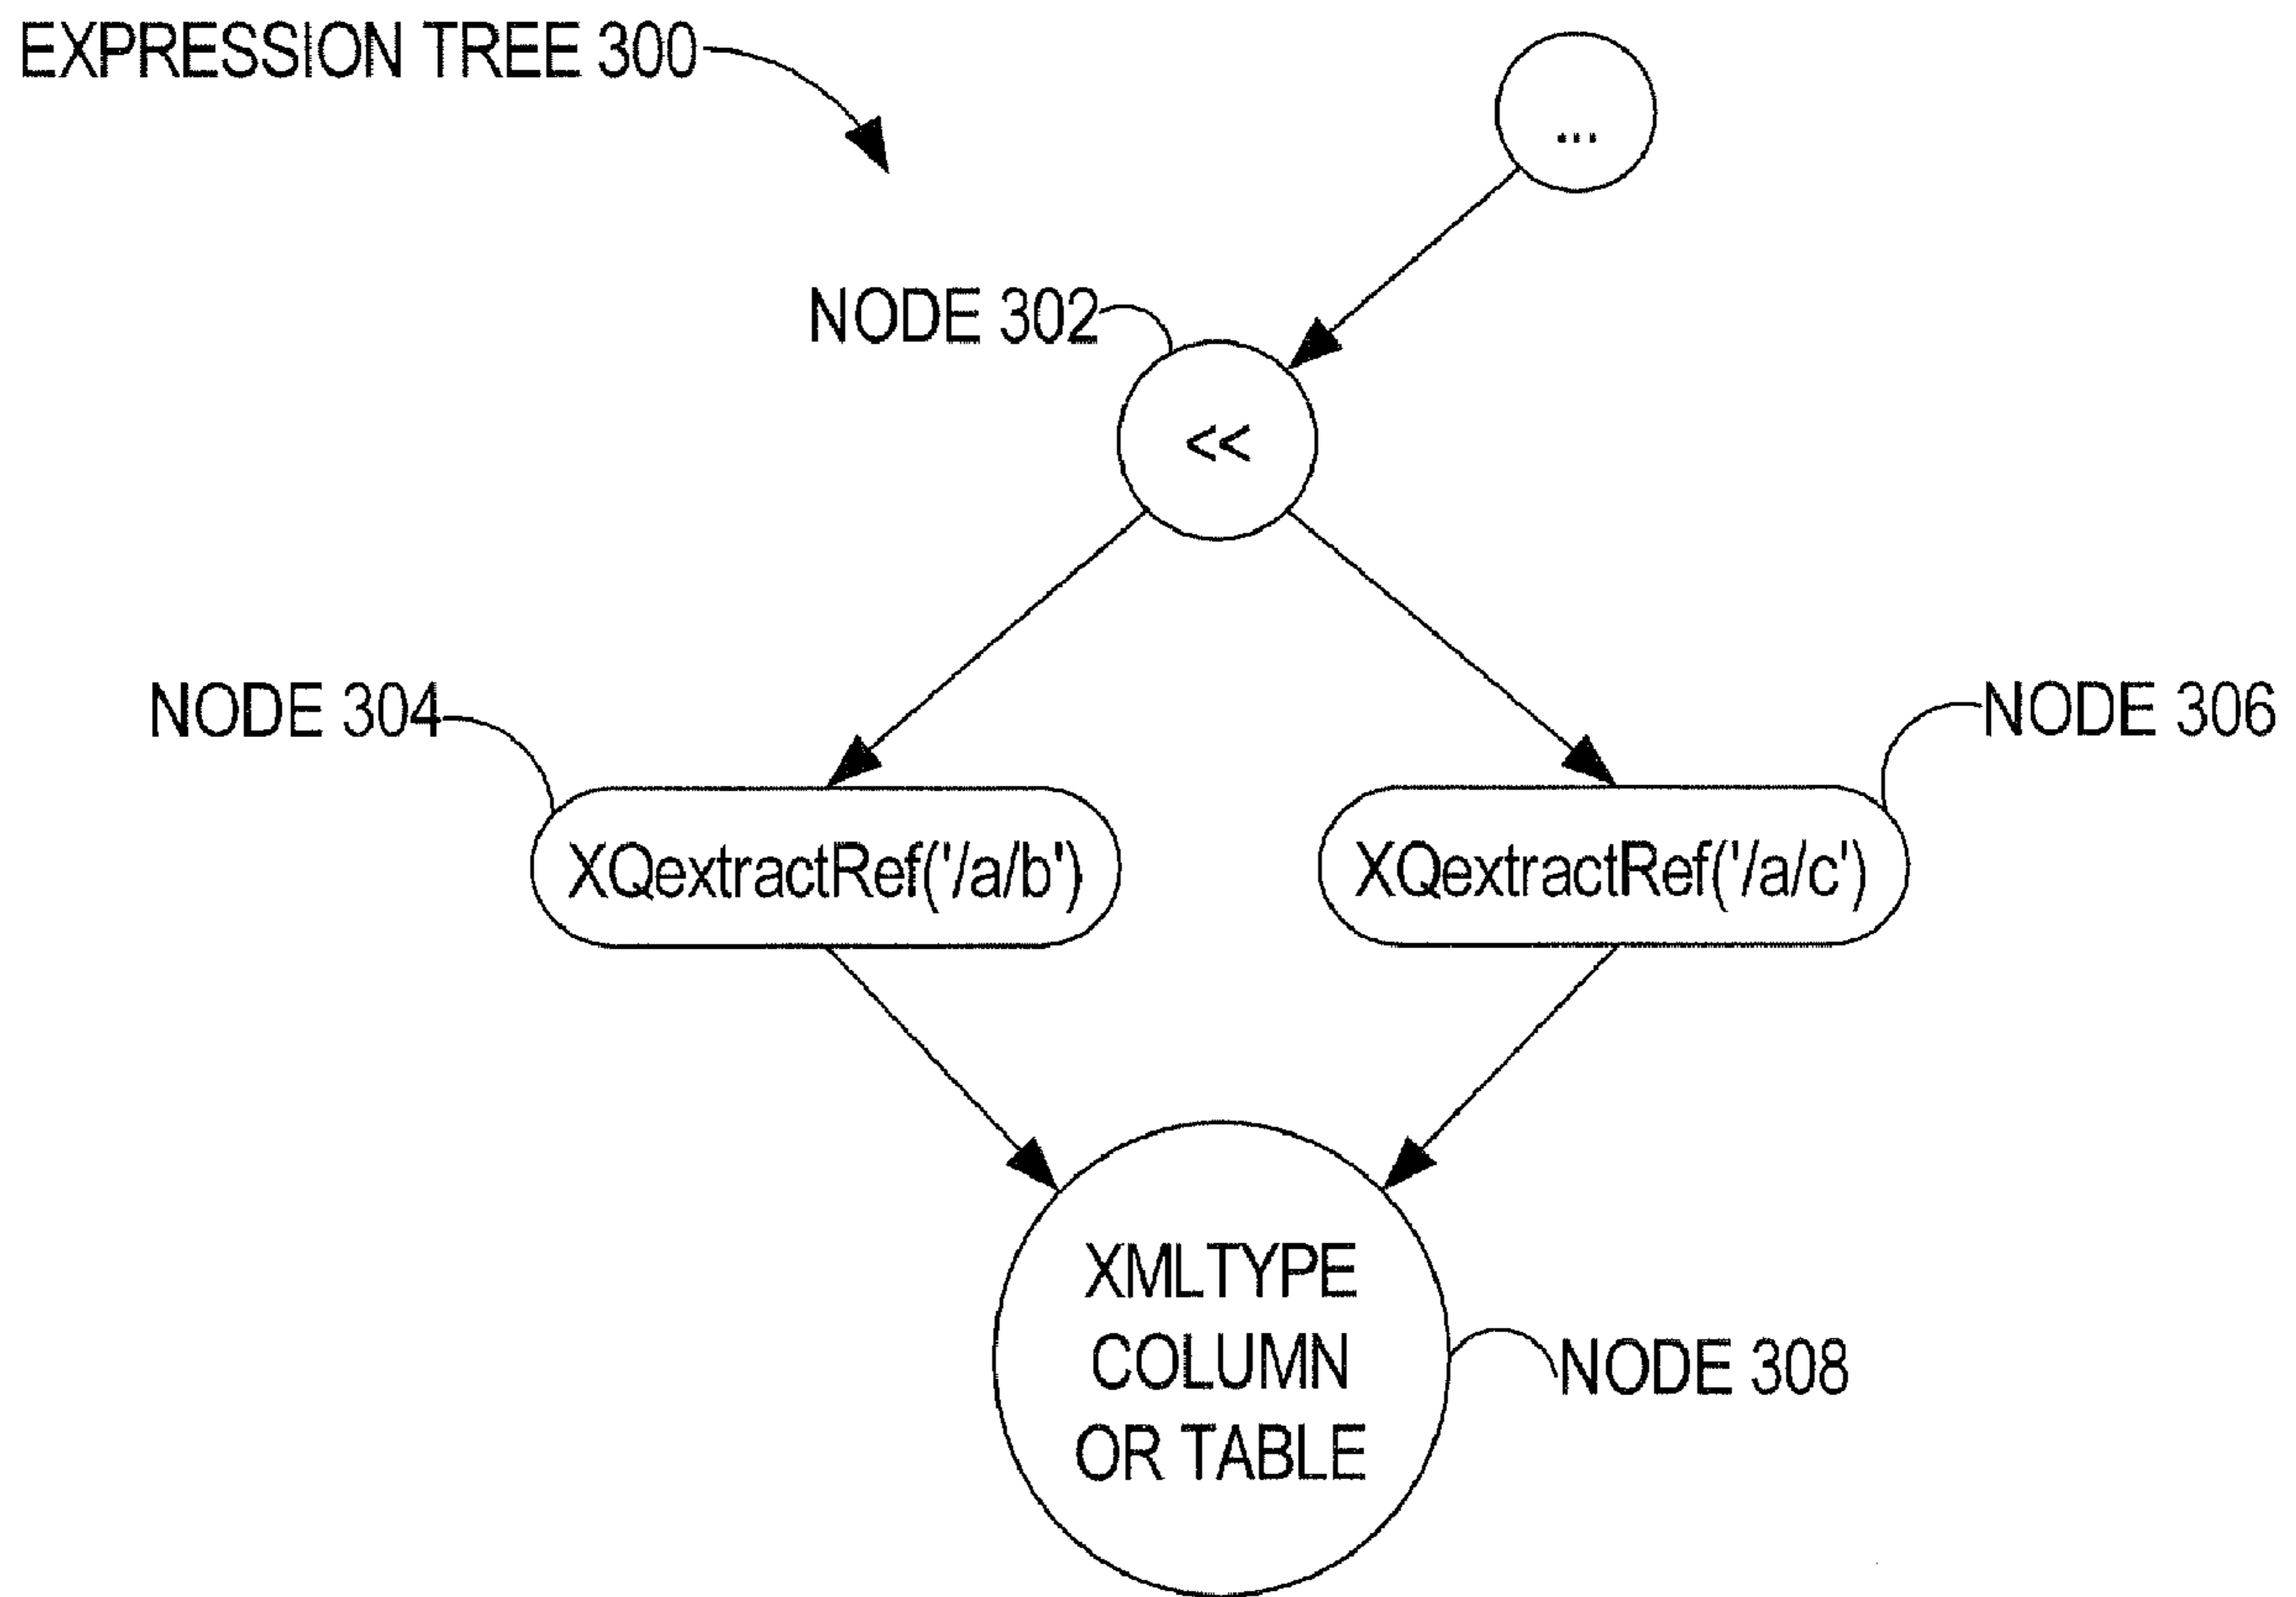 EXPRESSION TREE 300
...
NODE 302
<<
NODE 304
NODE 306
XQextractRef('/a/b')
XQextractRef('/a/c')
XMLTYPE
COLUMN
OR TABLE
NODE 308